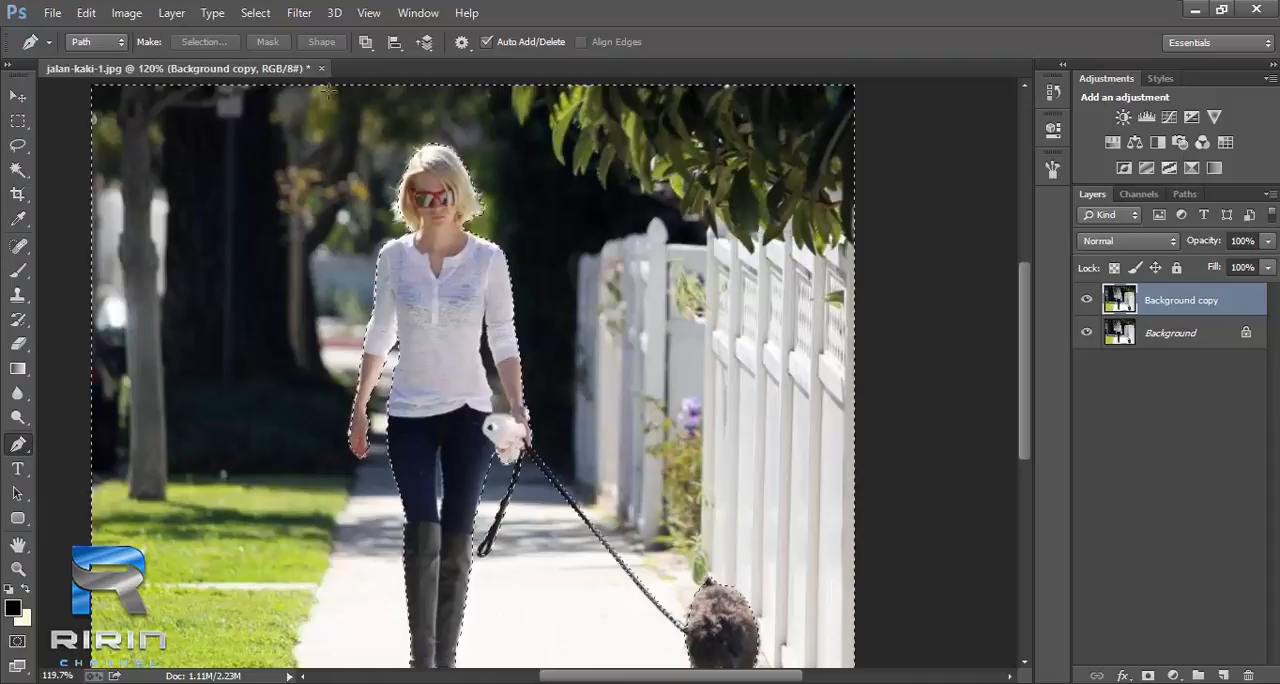 Ps File Edit Image Layer Type Select Filter 3D View Window Help
Path Make: Selection... Mask Shape Auto Add/Delete Align Edges Essentials
jalan-kaki-1.jpg @ 120% (Background copy, RGB/8#) * ×
Adjustments Styles
Add an adjustment
Layers Channels Paths
Kind
Normal Opacity: 100%
Lock: Fill: 100%
Background copy
Background
RIRIN
CHANNEL
119.7% Doc: 1.11M/2.23M